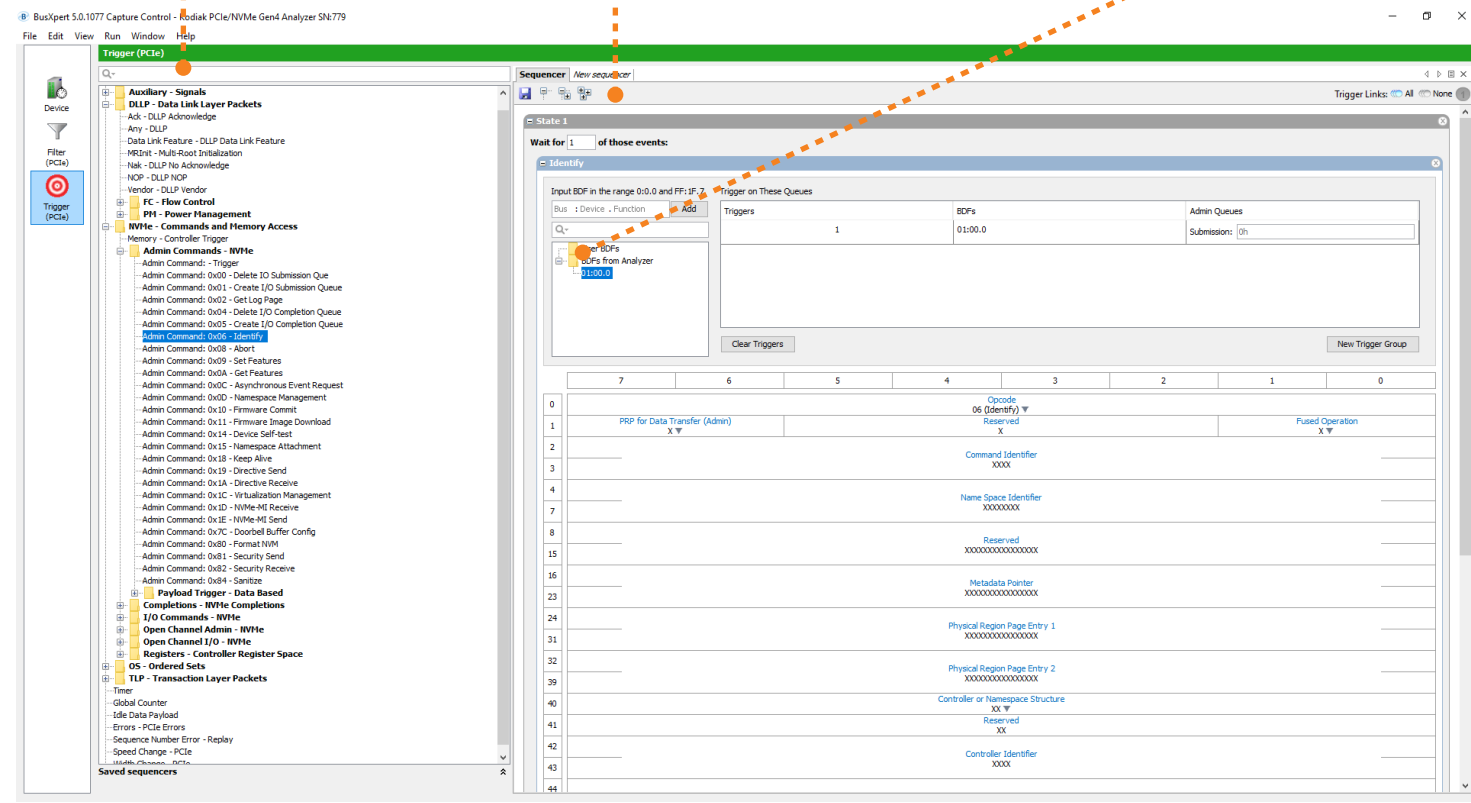 BusXpert 5.0.1077 Capture Control - Kodiak PCIe/NVMe Gen4 Analyzer SN:779
File Edit View Run Window Help
Trigger (PCIe)
Device
Filter
(PCIe)
Trigger
(PCIe)
Auxiliary - Signals
DLLP - Data Link Layer Packets
Ack - DLLP Acknowledge
Any - DLLP
Data Link Feature - DLLP Data Link Feature
MRInit - Multi-Root Initialization
Nak - DLLP No Acknowledge
NOP - DLLP NOP
Vendor - DLLP Vendor
FC - Flow Control
PM - Power Management
NVMe - Commands and Memory Access
Memory - Controller Trigger
Admin Commands - NVMe
Admin Command: - Trigger
Admin Command: 0x00 - Delete IO Submission Que
Admin Command: 0x01 - Create I/O Submission Queue
Admin Command: 0x02 - Get Log Page
Admin Command: 0x04 - Delete I/O Completion Queue
Admin Command: 0x05 - Create I/O Completion Queue
Admin Command: 0x06 - Identify
Admin Command: 0x08 - Abort
Admin Command: 0x09 - Set Features
Admin Command: 0x0A - Get Features
Admin Command: 0x0C - Asynchronous Event Request
Admin Command: 0x0D - Namespace Management
Admin Command: 0x10 - Firmware Commit
Admin Command: 0x11 - Firmware Image Download
Admin Command: 0x14 - Device Self-test
Admin Command: 0x15 - Namespace Attachment
Admin Command: 0x18 - Keep Alive
Admin Command: 0x19 - Directive Send
Admin Command: 0x1A - Directive Receive
Admin Command: 0x1C - Virtualization Management
Admin Command: 0x1D - NVMe-MI Receive
Admin Command: 0x1E - NVMe-MI Send
Admin Command: 0x7C - Doorbell Buffer Config
Admin Command: 0x80 - Format NVM
Admin Command: 0x81 - Security Send
Admin Command: 0x82 - Security Receive
Admin Command: 0x84 - Sanitize
Payload Trigger - Data Based
Completions - NVMe Completions
I/O Commands - NVMe
Open Channel Admin - NVMe
Open Channel I/O - NVMe
Registers - Controller Register Space
OS - Ordered Sets
TLP - Transaction Layer Packets
Timer
Global Counter
Idle Data Payload
Errors - PCIe Errors
Sequence Number Error - Replay
Speed Change - PCIe
Width Change - PCIe
Saved sequencers
Sequencer New sequencer
Trigger Links: All None 1
State 1
Wait for 1 of those events:
Identify
Input BDF in the range 0:0.0 and FF:1F.7
Bus : Device . Function Add
User BDFs
BDFs from Analyzer
01:00.0
Trigger on These Queues
Triggers BDFs Admin Queues
1 01:00.0 Submission: 0h
Clear Triggers New Trigger Group
7 6 5 4 3 2 1 0
0 Opcode
06 (Identify)
1 PRP for Data Transfer (Admin) Reserved Fused Operation
X X X
2
Command Identifier
XXXX
3
4
Name Space Identifier
XXXXXXXX
7
8
Reserved
XXXXXXXXXXXXXXXX
15
16
Metadata Pointer
XXXXXXXXXXXXXXXX
23
24
Physical Region Page Entry 1
XXXXXXXXXXXXXXXX
31
32
Physical Region Page Entry 2
XXXXXXXXXXXXXXXX
39
40 Controller or Namespace Structure
XX
41 Reserved
XX
42
Controller Identifier
XXXX
43
44